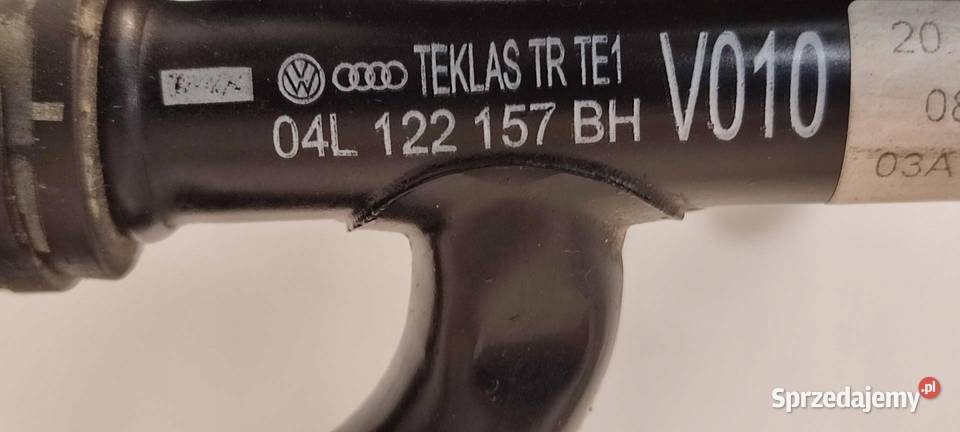 TEKLAS TR TE1
04L 122 157 BH
V010
20
08
03A
Sprzedajemy.pl